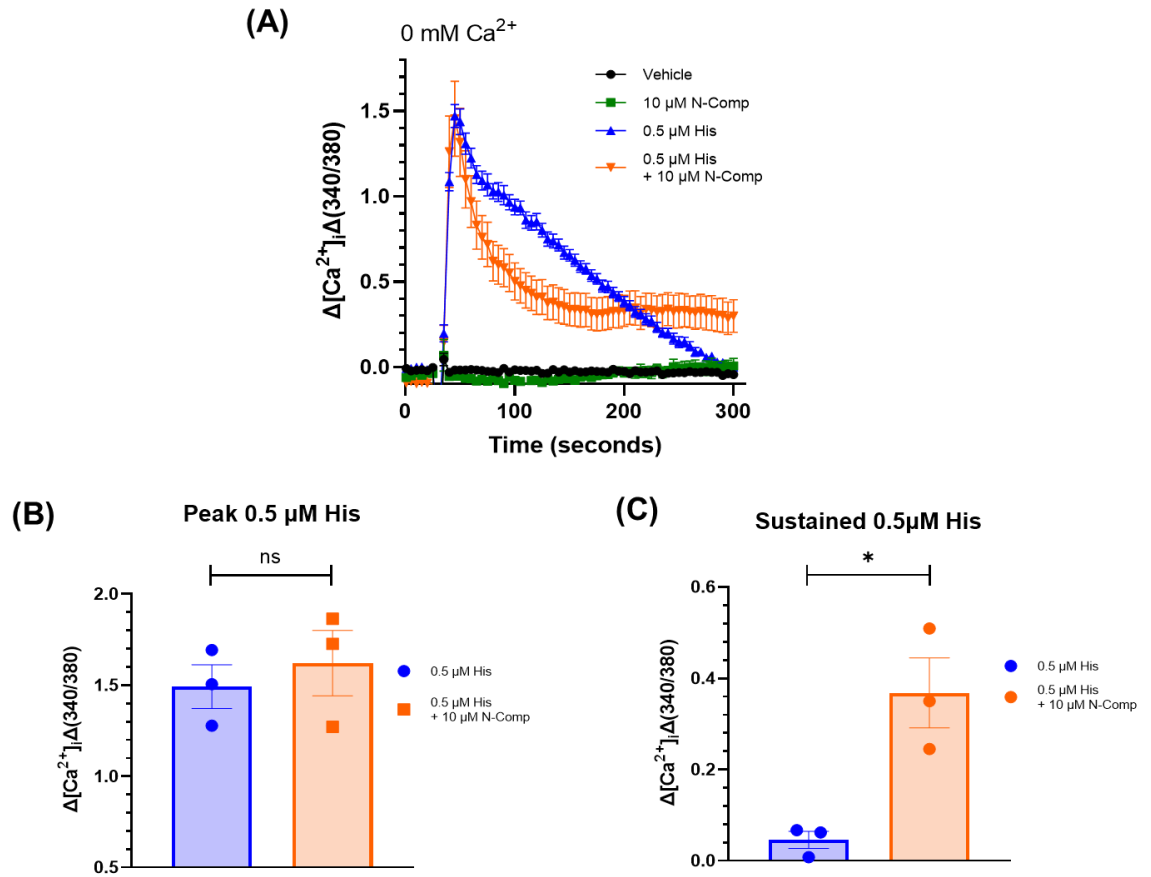 (A)
0 mM Ca²⁺
Δ[Ca²⁺]ᵢΔ(340/380)
1.5
1.0
0.5
0.0
0
100
200
300
Time (seconds)
Vehicle
10 µM N-Comp
0.5 µM His
0.5 µM His
+ 10 µM N-Comp
(B)
Peak 0.5 µM His
ns
Δ[Ca²⁺]ᵢΔ(340/380)
2.0
1.5
1.0
0.5
0.5 µM His
0.5 µM His
+ 10 µM N-Comp
(C)
Sustained 0.5µM His
*
Δ[Ca²⁺]ᵢΔ(340/380)
0.6
0.4
0.2
0.0
0.5 µM His
0.5 µM His
+ 10 µM N-Comp